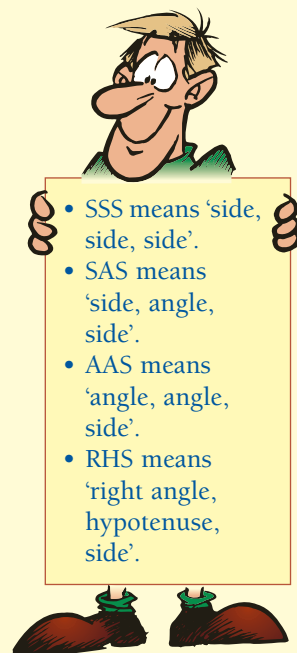 • SSS means ‘side,
side, side’.
• SAS means
‘side, angle,
side’.
• AAS means
‘angle, angle,
side’.
• RHS means
‘right angle,
hypotenuse,
side’.